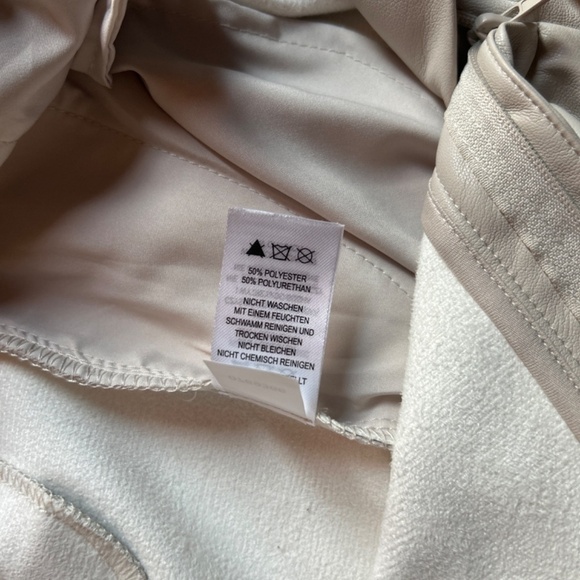 50% POLYESTER
50% POLYURETHAN
NICHT WASCHEN
MIT EINEM FEUCHTEN
SCHWAMM REINIGEN UND
TROCKEN WISCHEN
NICHT BLEICHEN
NICHT CHEMISCH REINIGEN
LT